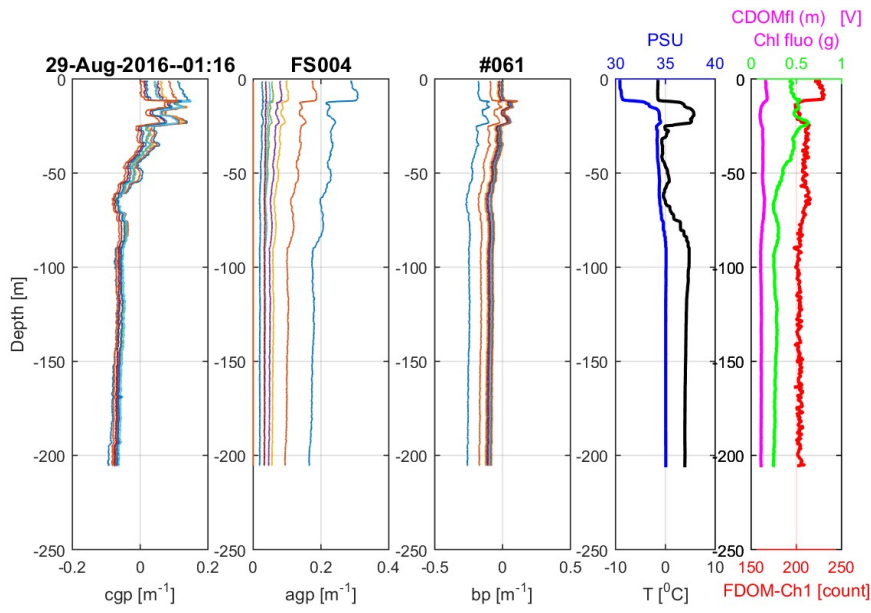 CDOMfl (m) [V]
PSU Chl fluo (g)
29-Aug-2016--01:16 FS004 #061 30 35 40 0 0.5 1
0 0 0 0 0
-50 -50 -50 -50 -50
-100 -100 -100 -100 -100
Depth [m]
-150 -150 -150 -150 -150
-200 -200 -200 -200 -200
-250 -250 -250 -250 -250
-0.2 0 0.2 0 0.2 0.4 -0.5 0 0.5 -10 0 10 150 200 250
cgp [m-1] agp [m-1] bp [m-1] T [0C] FDOM-Ch1 [count]